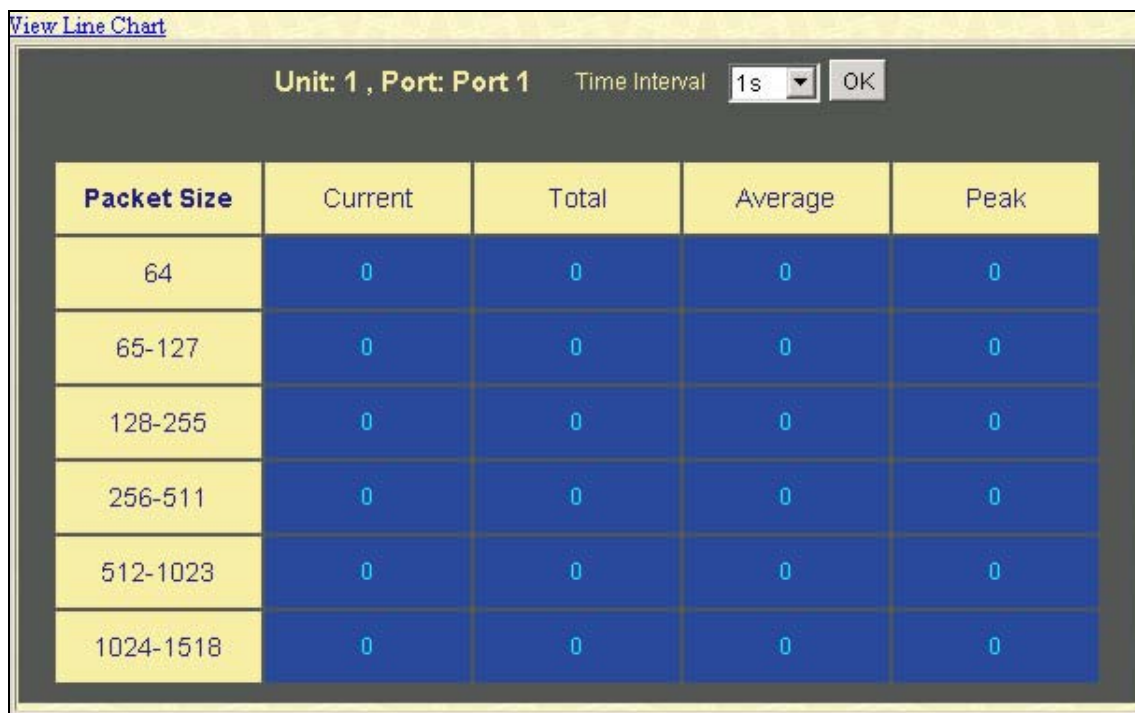 View Line Chart
Unit: 1 , Port: Port 1 Time Interval 1s OK
Packet Size Current Total Average Peak
64 0 0 0 0
65-127 0 0 0 0
128-255 0 0 0 0
256-511 0 0 0 0
512-1023 0 0 0 0
1024-1518 0 0 0 0